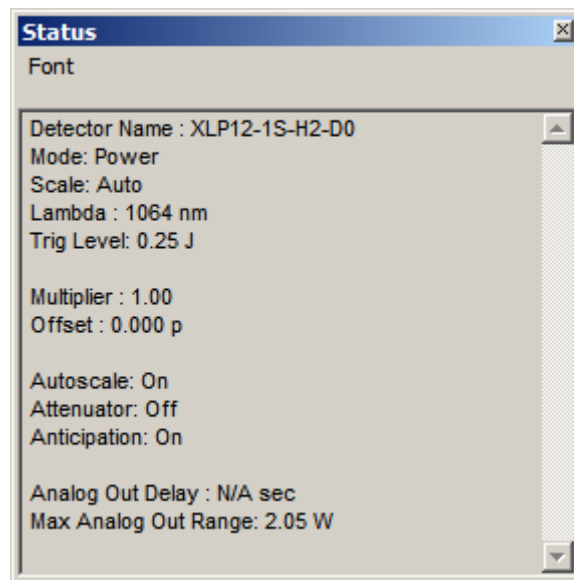 Status
Font
Detector Name : XLP12-1S-H2-D0
Mode: Power
Scale: Auto
Lambda : 1064 nm
Trig Level: 0.25 J
Multiplier : 1.00
Offset : 0.000 p
Autoscale: On
Attenuator: Off
Anticipation: On
Analog Out Delay : N/A sec
Max Analog Out Range: 2.05 W